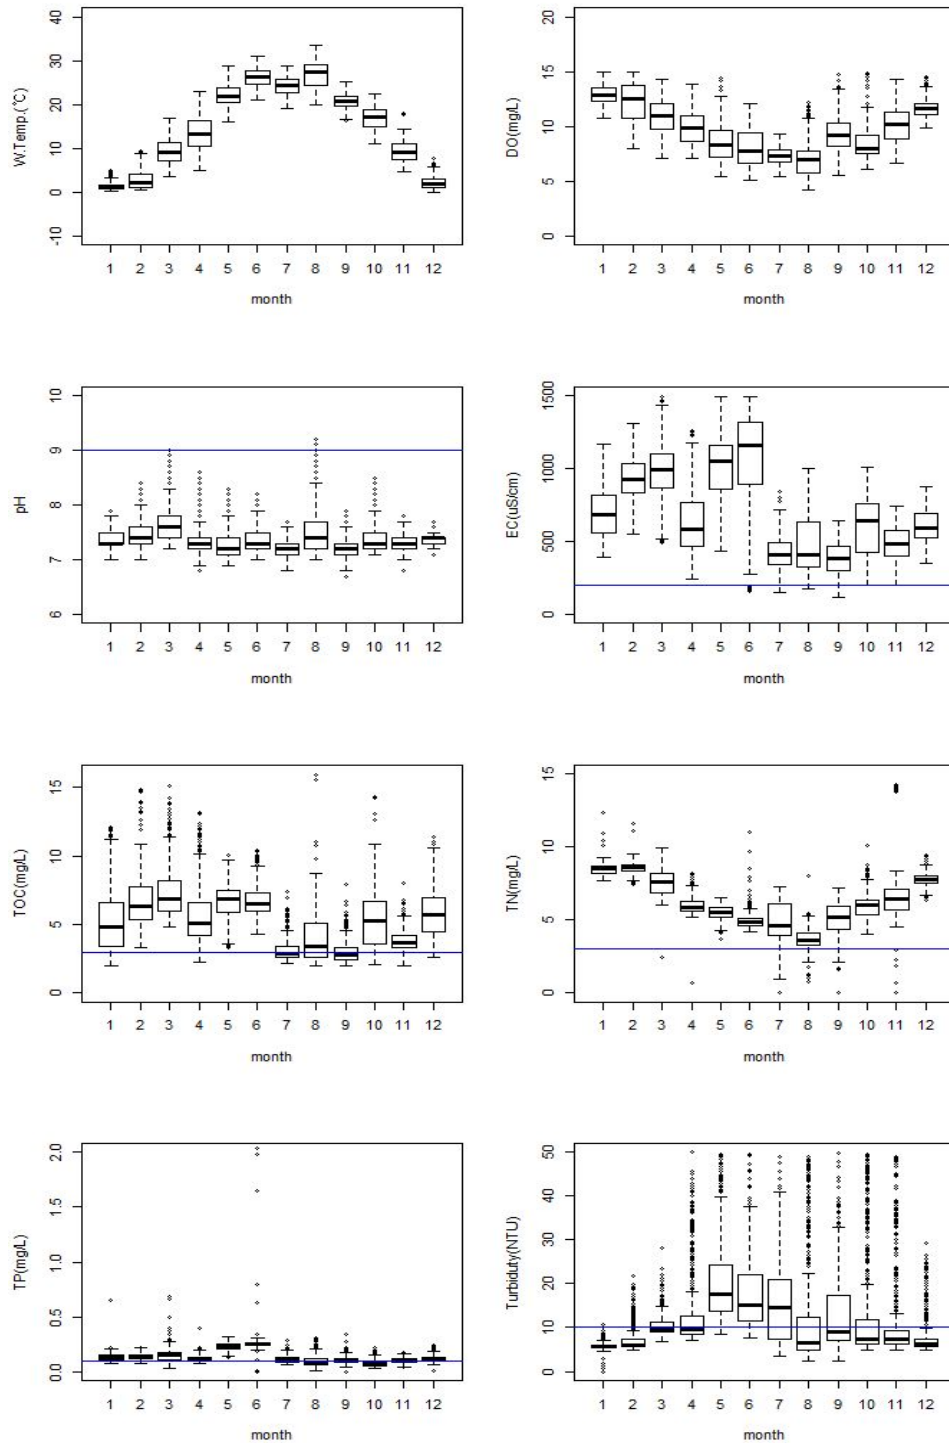 W.Temp.(℃)
-10 0 10 20 30 40
1 2 3 4 5 6 7 8 9 10 11 12
month
DO(mg/L)
0 5 10 15 20
1 2 3 4 5 6 7 8 9 10 11 12
month
pH
6 7 8 9 10
1 2 3 4 5 6 7 8 9 10 11 12
month
EC(uS/cm)
0 500 1000 1500
1 2 3 4 5 6 7 8 9 10 11 12
month
TOC(mg/L)
0 5 10 15
1 2 3 4 5 6 7 8 9 10 11 12
month
TN(mg/L)
0 5 10 15
1 2 3 4 5 6 7 8 9 10 11 12
month
TP(mg/L)
0.0 0.5 1.0 1.5 2.0
1 2 3 4 5 6 7 8 9 10 11 12
month
Turbiduty(NTU)
0 10 20 30 40 50
1 2 3 4 5 6 7 8 9 10 11 12
month